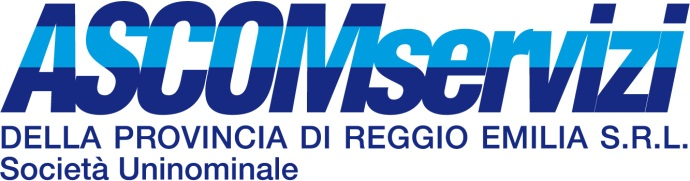 ASCOMservizi
DELLA PROVINCIA DI REGGIO EMILIA S.R.L.
Società Uninominale